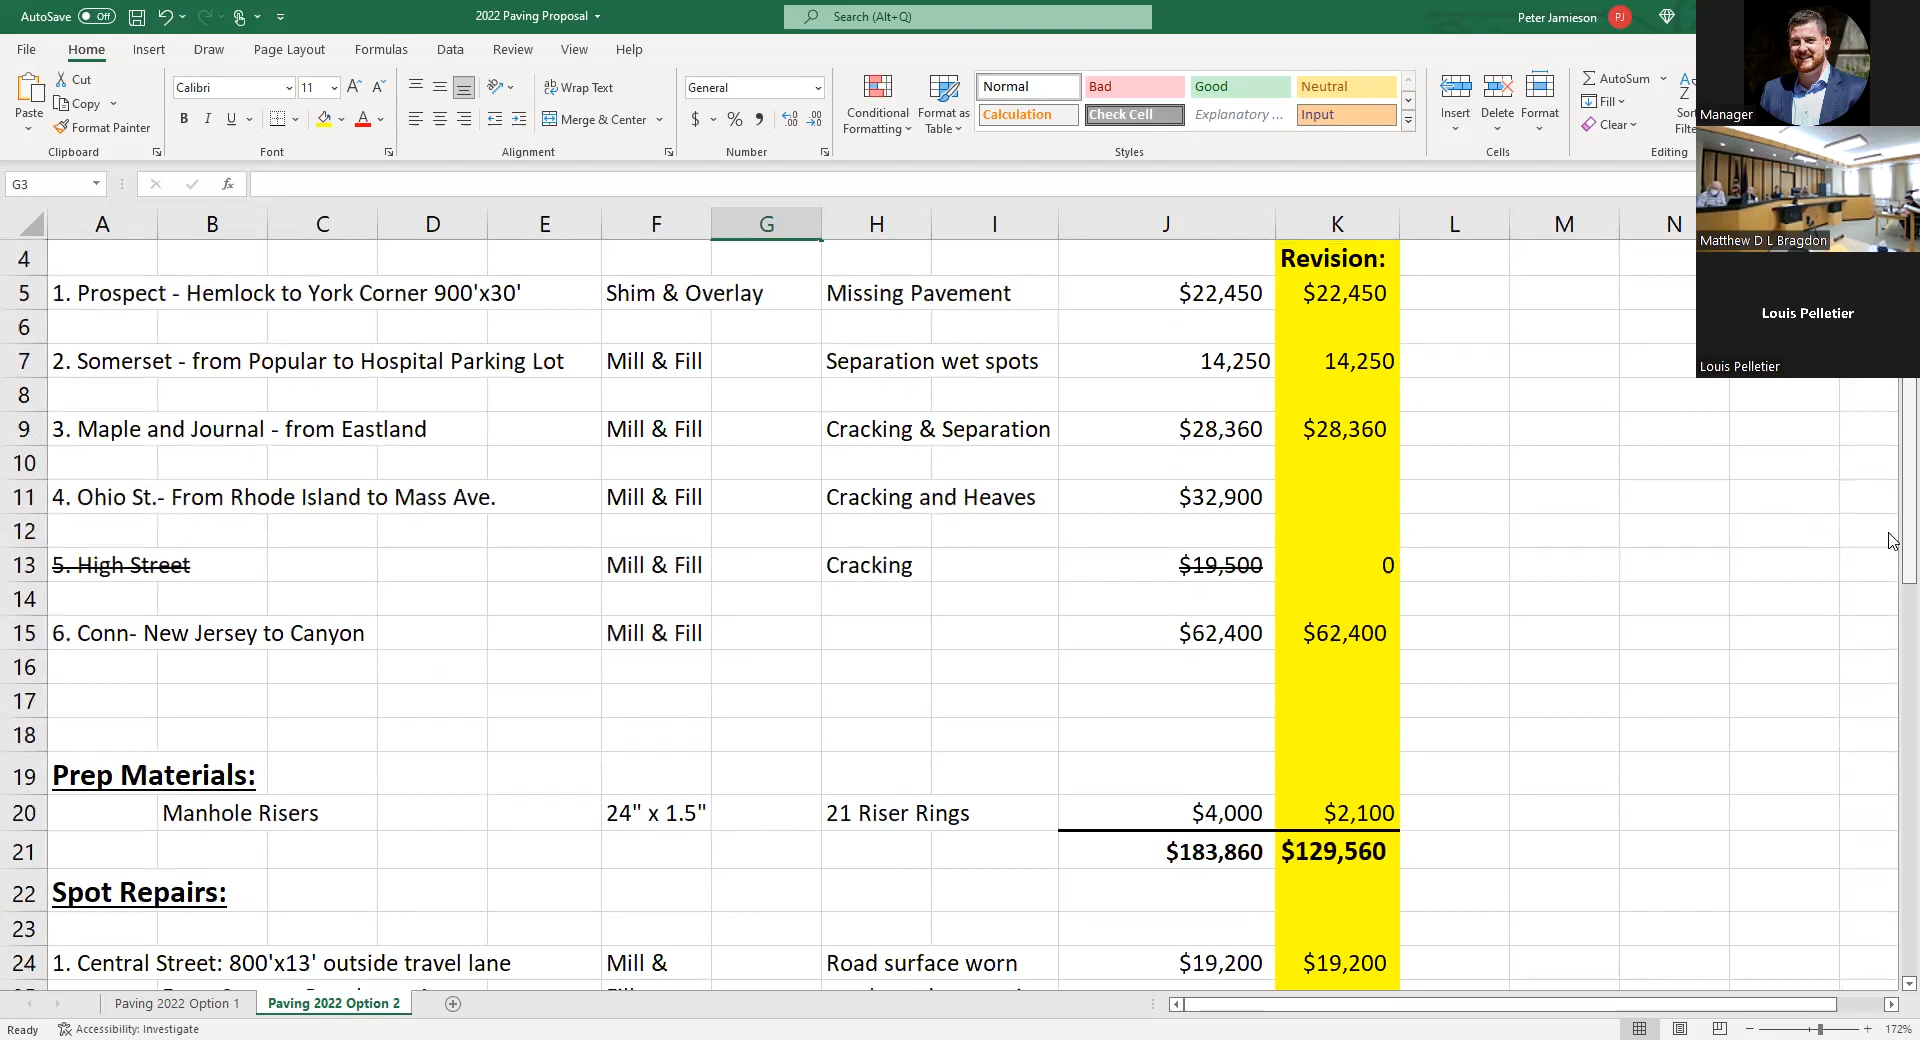 AutoSave Off 2022 Paving Proposal Search (Alt+Q) Peter Jamieson PJ
File Home Insert Draw Page Layout Formulas Data Review View Help
Paste Cut Copy Format Painter Clipboard
Calibri 11 A A B I U A Font
Wrap Text Merge & Center Alignment
General $ % 9 Number
Conditional Formatting Format as Table Normal Bad Good Neutral Calculation Check Cell Explanatory ... Input Styles
Insert Delete Format Cells
AutoSum Fill Clear Editing
Manager
Matthew D L Bragdon
Louis Pelletier
Louis Pelletier
G3 fx
A B C D E F G H I J K L M N
4 Revision:
5 1. Prospect - Hemlock to York Corner 900'x30' Shim & Overlay Missing Pavement $22,450 $22,450
6
7 2. Somerset - from Popular to Hospital Parking Lot Mill & Fill Separation wet spots 14,250 14,250
8
9 3. Maple and Journal - from Eastland Mill & Fill Cracking & Separation $28,360 $28,360
10
11 4. Ohio St.- From Rhode Island to Mass Ave. Mill & Fill Cracking and Heaves $32,900
12
13 5. High Street Mill & Fill Cracking $19,500 0
14
15 6. Conn- New Jersey to Canyon Mill & Fill $62,400 $62,400
16
17
18
19 Prep Materials:
20 Manhole Risers 24" x 1.5" 21 Riser Rings $4,000 $2,100
21 $183,860 $129,560
22 Spot Repairs:
23
24 1. Central Street: 800'x13' outside travel lane Mill & Road surface worn $19,200 $19,200
Paving 2022 Option 1 Paving 2022 Option 2
Ready Accessibility: Investigate 172%